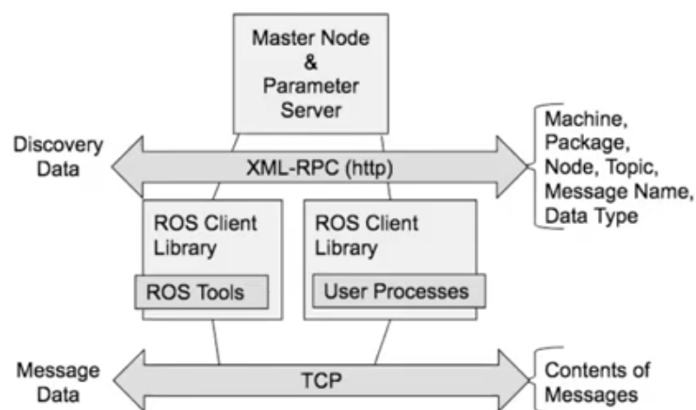 Master Node
&
Parameter
Server
Discovery
Data
XML-RPC (http)
Machine,
Package,
Node, Topic,
Message Name,
Data Type
ROS Client
Library
ROS Tools
ROS Client
Library
User Processes
Message
Data
TCP
Contents of
Messages